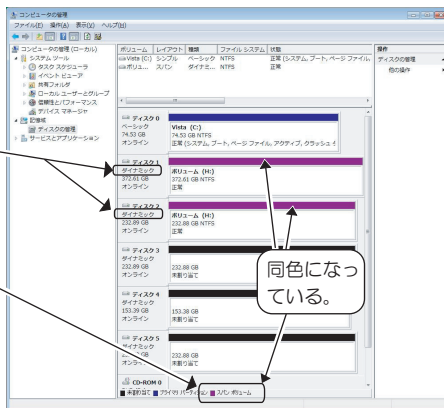 コンピュータの管理
ファイル(F) 操作(A) 表示(V) ヘルプ(H)
コンピュータの管理 (ローカル)
システム ツール
タスク スケジューラ
イベント ビューア
共有フォルダ
ローカル ユーザーとグループ
信頼性とパフォーマンス
デバイス マネージャ
記憶域
ディスクの管理
サービスとアプリケーション
ボリューム レイアウト 種類 ファイル システム 状態
Vista (C:) シンプル ベーシック NTFS 正常 (システム, ブート, ページ ファイル,
ボリュ... スパン ダイナミ... NTFS 正常
操作
ディスクの管理
他の操作
ディスク 0
ベーシック
74.53 GB
オンライン
Vista (C:)
74.53 GB NTFS
正常 (システム, ブート, ページ ファイル, アクティブ, クラッシュ
ディスク 1
ダイナミック
372.61 GB
オンライン
ボリューム (H:)
372.61 GB NTFS
正常
ディスク 2
ダイナミック
232.89 GB
オンライン
ボリューム (H:)
232.89 GB NTFS
正常
ディスク 3
ダイナミック
232.89 GB
オンライン
232.88 GB
未割り当て
ディスク 4
ダイナミック
153.39 GB
オンライン
153.38 GB
未割り当て
ディスク 5
ダイナミック
GB
オンライン
232.88 GB
未割り当て
CD-ROM 0
未割り当て プライマリ パーティション スパン ボリューム
同色になっ
ている。